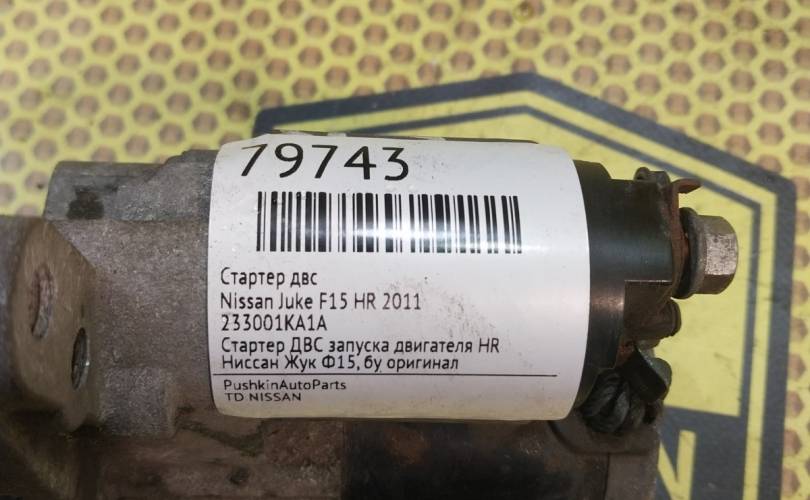 79743
Стартер двс
Nissan Juke F15 HR 2011
233001KA1A
Стартер ДВС запуска двигателя HR
Ниссан Жук Ф15, бу оригинал
PushkinAutoParts
TD NISSAN